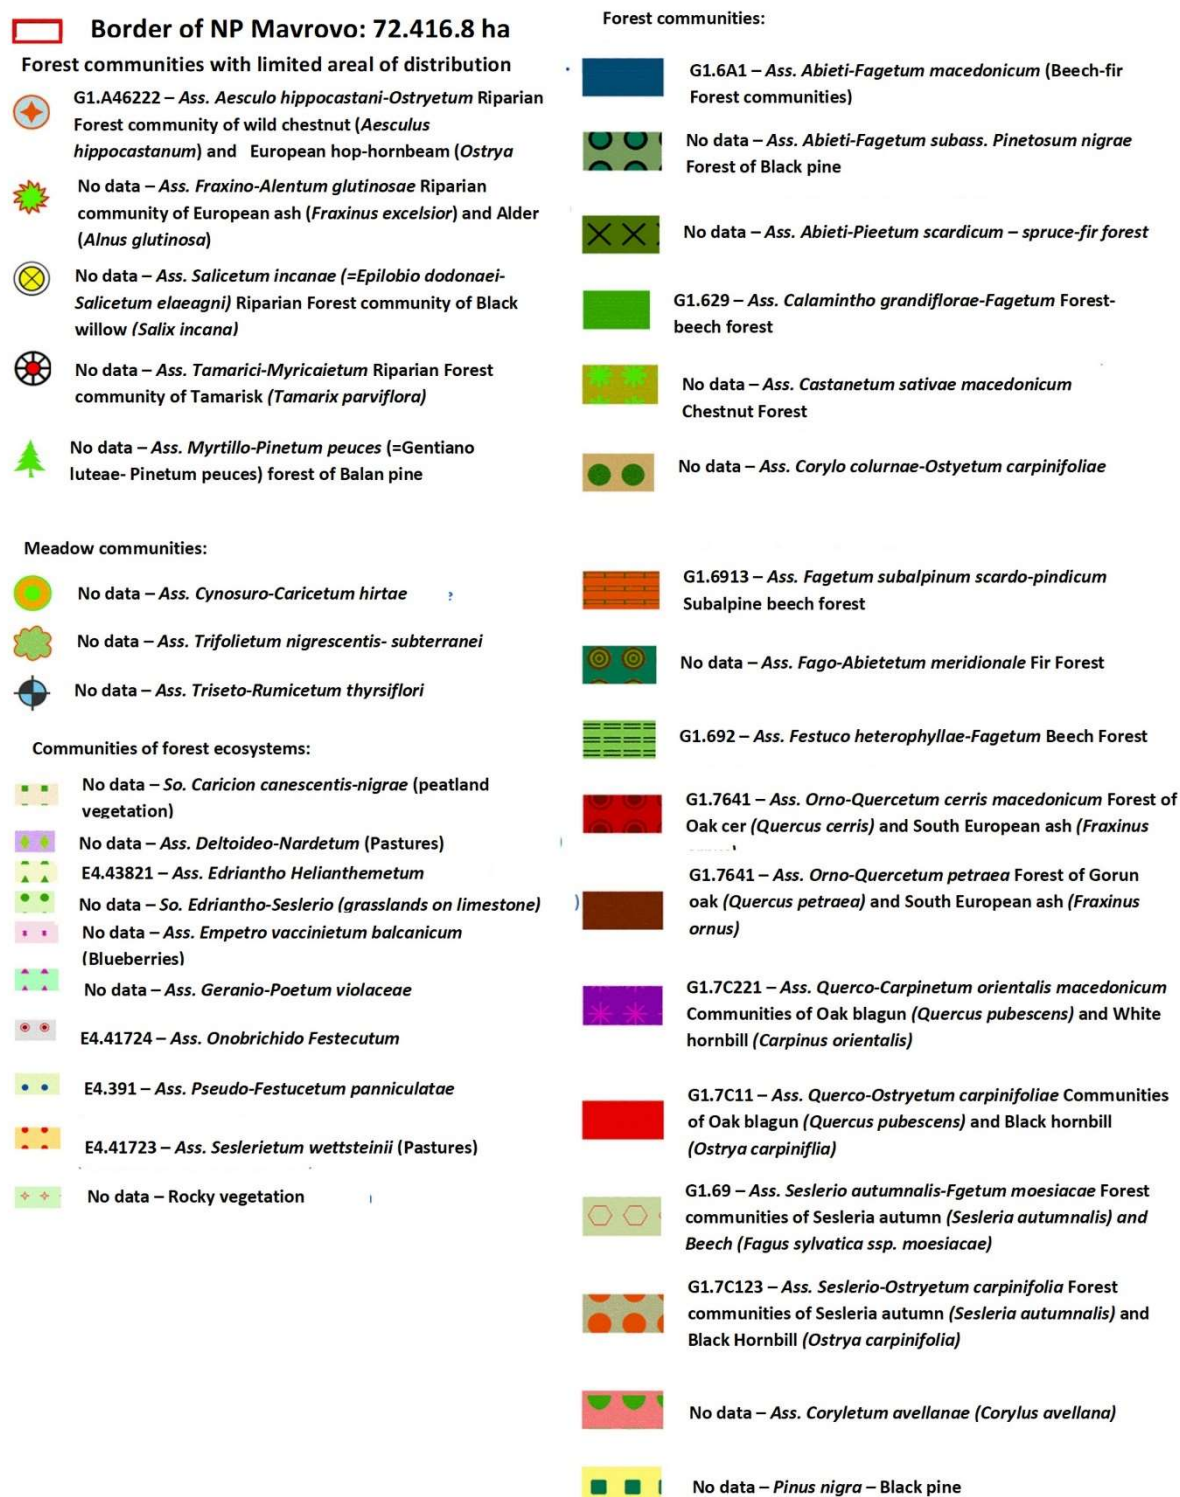 Border of NP Mavrovo: 72.416.8 ha
Forest communities with limited areal of distribution
G1.A46222 – Ass. Aesculo hippocastani-Ostryetum Riparian
Forest community of wild chestnut (Aesculus
hippocastanum) and European hop-hornbeam (Ostrya
No data – Ass. Fraxino-Alentum glutinosae Riparian
community of European ash (Fraxinus excelsior) and Alder
(Alnus glutinosa)
No data – Ass. Salicetum incanae (=Epilobio dodonaei-
Salicetum elaeagni) Riparian Forest community of Black
willow (Salix incana)
No data – Ass. Tamarici-Myricaietum Riparian Forest
community of Tamarisk (Tamarix parviflora)
No data – Ass. Myrtillo-Pinetum peuces (=Gentiano
luteae- Pinetum peuces) forest of Balan pine
Meadow communities:
No data – Ass. Cynosuro-Caricetum hirtae
No data – Ass. Trifolietum nigrescentis- subterranei
No data – Ass. Triseto-Rumicetum thyrsiflori
Communities of forest ecosystems:
No data – So. Caricion canescentis-nigrae (peatland
vegetation)
No data – Ass. Deltoideo-Nardetum (Pastures)
E4.43821 – Ass. Edriantho Helianthemetum
No data – So. Edriantho-Seslerio (grasslands on limestone)
No data – Ass. Empetro vaccinietum balcanicum
(Blueberries)
No data – Ass. Geranio-Poetum violaceae
E4.41724 – Ass. Onobrichido Festecutum
E4.391 – Ass. Pseudo-Festucetum panniculatae
E4.41723 – Ass. Seslerietum wettsteinii (Pastures)
No data – Rocky vegetation
Forest communities:
G1.6A1 – Ass. Abieti-Fagetum macedonicum (Beech-fir
Forest communities)
No data – Ass. Abieti-Fagetum subass. Pinetosum nigrae
Forest of Black pine
No data – Ass. Abieti-Pieetum scardicum – spruce-fir forest
G1.629 – Ass. Calamintho grandiflorae-Fagetum Forest-
beech forest
No data – Ass. Castanetum sativae macedonicum
Chestnut Forest
No data – Ass. Corylo colurnae-Ostyetum carpinifoliae
G1.6913 – Ass. Fagetum subalpinum scardo-pindicum
Subalpine beech forest
No data – Ass. Fago-Abietetum meridionale Fir Forest
G1.692 – Ass. Festuco heterophyllae-Fagetum Beech Forest
G1.7641 – Ass. Orno-Quercetum cerris macedonicum Forest of
Oak cer (Quercus cerris) and South European ash (Fraxinus
G1.7641 – Ass. Orno-Quercetum petraea Forest of Gorun
oak (Quercus petraea) and South European ash (Fraxinus
ornus)
G1.7C221 – Ass. Querco-Carpinetum orientalis macedonicum
Communities of Oak blagun (Quercus pubescens) and White
hornbill (Carpinus orientalis)
G1.7C11 – Ass. Querco-Ostryetum carpinifoliae Communities
of Oak blagun (Quercus pubescens) and Black hornbill
(Ostrya carpiniflia)
G1.69 – Ass. Seslerio autumnalis-Fgetum moesiacae Forest
communities of Sesleria autumn (Sesleria autumnalis) and
Beech (Fagus sylvatica ssp. moesiacae)
G1.7C123 – Ass. Seslerio-Ostryetum carpinifolia Forest
communities of Sesleria autumn (Sesleria autumnalis) and
Black Hornbill (Ostrya carpinifolia)
No data – Ass. Coryletum avellanae (Corylus avellana)
No data – Pinus nigra – Black pine